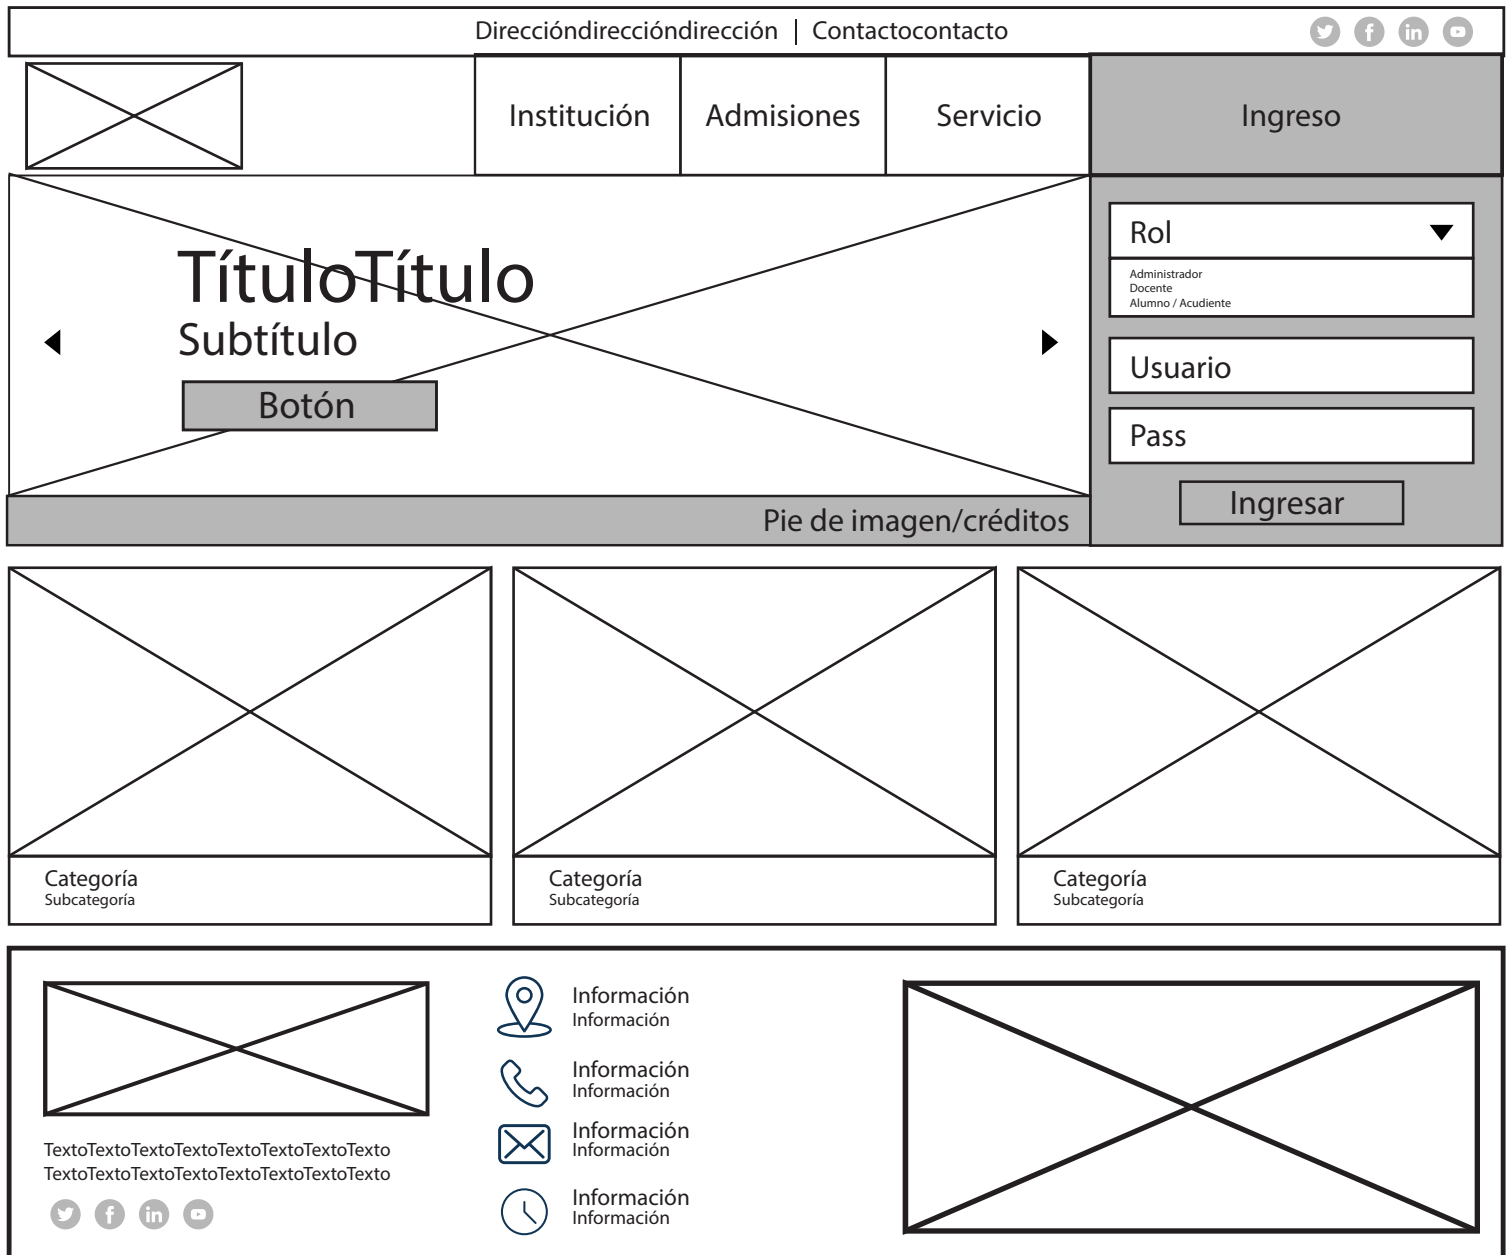 Direccióndireccióndirección | Contactocontacto
Institución
Admisiones
Servicio
Ingreso
TítuloTítulo
Subtítulo
Botón
Pie de imagen/créditos
Rol
Administrador
Docente
Alumno / Acudiente
Usuario
Pass
Ingresar
Categoría
Subcategoría
Categoría
Subcategoría
Categoría
Subcategoría
TextoTextoTextoTextoTextoTextoTextoTexto
TextoTextoTextoTextoTextoTextoTextoTexto
Información
Información
Información
Información
Información
Información
Información
Información